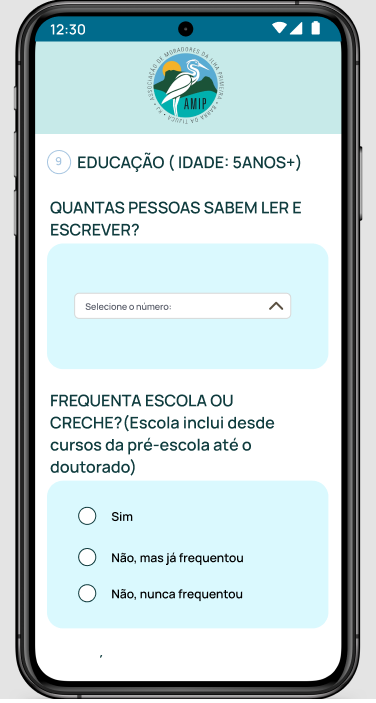 12:30
ASSOCIAÇÃO DE MORADORES DA ILHA PRIMEIRA • BARRA DA TIJUCA • RJ •
AMIP
9 EDUCAÇÃO ( IDADE: 5ANOS+)
QUANTAS PESSOAS SABEM LER E
ESCREVER?
Selecione o número:
FREQUENTA ESCOLA OU
CRECHE?(Escola inclui desde
cursos da pré-escola até o
doutorado)
Sim
Não, mas já frequentou
Não, nunca frequentou